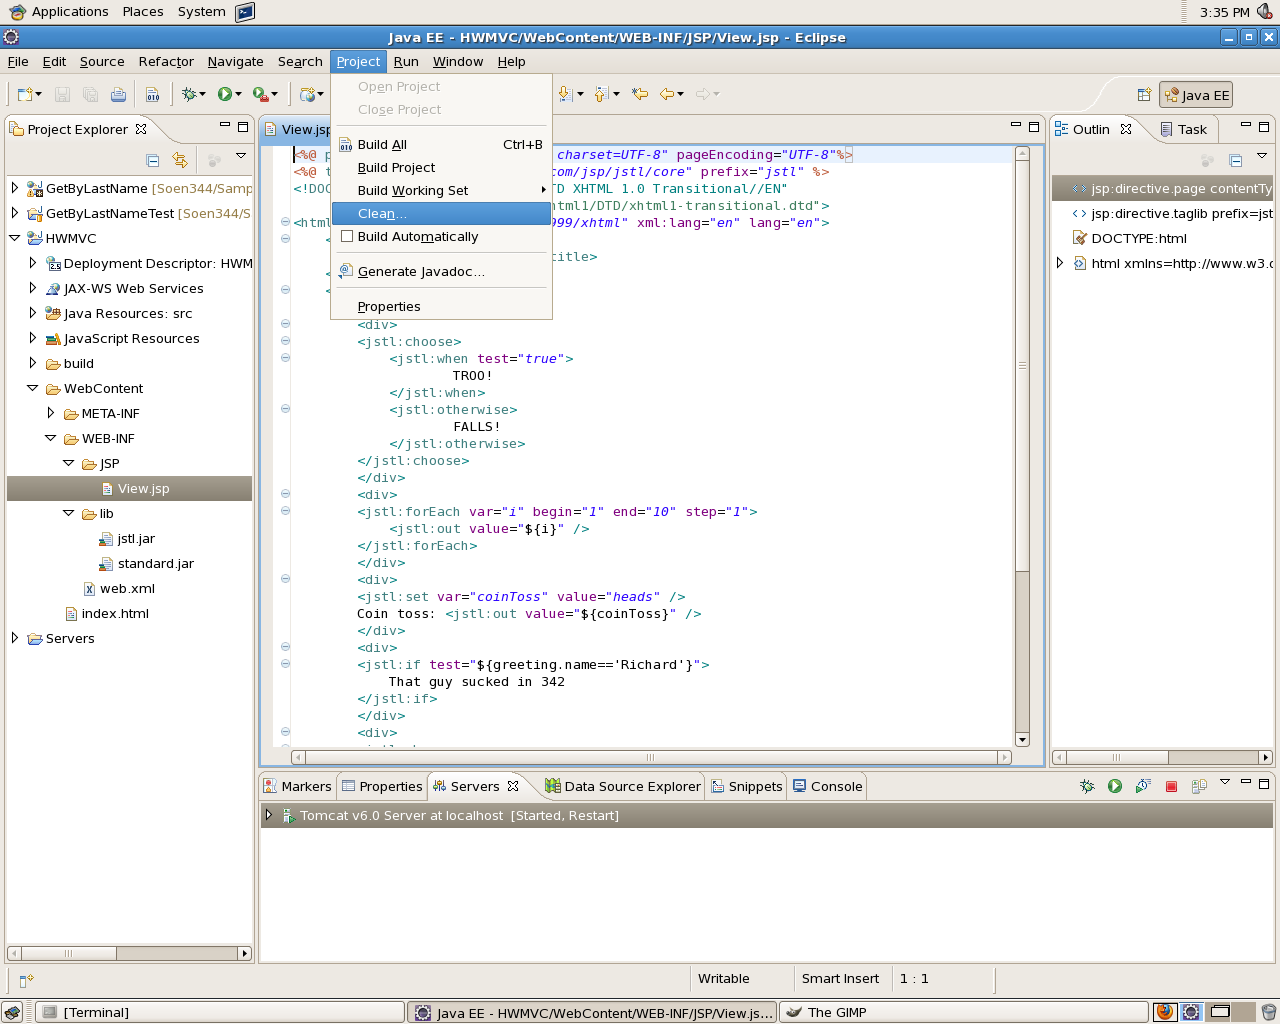 Applications Places System 3:35 PM
Java EE - HWMVC/WebContent/WEB-INF/JSP/View.jsp - Eclipse
File Edit Source Refactor Navigate Search Project Run Window Help
Java EE
Open Project
Close Project
Build All Ctrl+B
Build Project
Build Working Set
Clean...
Build Automatically
Generate Javadoc...
Properties
Project Explorer
GetByLastName [Soen344/Samp
GetByLastNameTest [Soen344/S
HWMVC
Deployment Descriptor: HWM
JAX-WS Web Services
Java Resources: src
JavaScript Resources
build
WebContent
META-INF
WEB-INF
JSP
View.jsp
lib
jstl.jar
standard.jar
web.xml
index.html
Servers
View.jsp
<%@ p charset=UTF-8" pageEncoding="UTF-8"%>
<%@ t com/jsp/jstl/core" prefix="jstl" %>
<!DOC TD XHTML 1.0 Transitional//EN"
html1/DTD/xhtml1-transitional.dtd">
<html 999/xhtml" xml:lang="en" lang="en">
<
title>
<
<
<div>
<jstl:choose>
<jstl:when test="true">
TROO!
</jstl:when>
<jstl:otherwise>
FALLS!
</jstl:otherwise>
</jstl:choose>
</div>
<div>
<jstl:forEach var="i" begin="1" end="10" step="1">
<jstl:out value="${i}" />
</jstl:forEach>
</div>
<div>
<jstl:set var="coinToss" value="heads" />
Coin toss: <jstl:out value="${coinToss}" />
</div>
<div>
<jstl:if test="${greeting.name=='Richard'}">
That guy sucked in 342
</jstl:if>
</div>
<div>
Outlin Task
jsp:directive.page contentTy
jsp:directive.taglib prefix=jst
DOCTYPE:html
html xmlns=http://www.w3.o
Markers Properties Servers Data Source Explorer Snippets Console
Tomcat v6.0 Server at localhost [Started, Restart]
Writable Smart Insert 1 : 1
[Terminal] Java EE - HWMVC/WebContent/WEB-INF/JSP/View.js... The GIMP